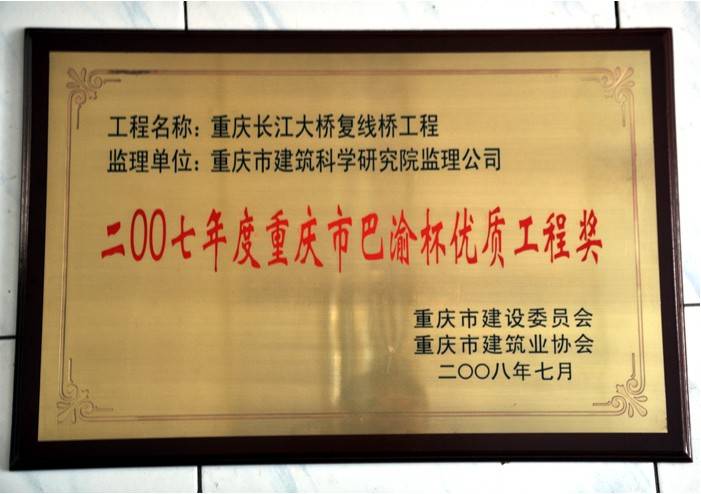 工程名称：重庆长江大桥复线桥工程
监理单位：重庆市建筑科学研究院监理公司
二00七年度重庆市巴渝杯优质工程奖
重庆市建设委员会
重庆市建筑业协会
二〇〇八年七月